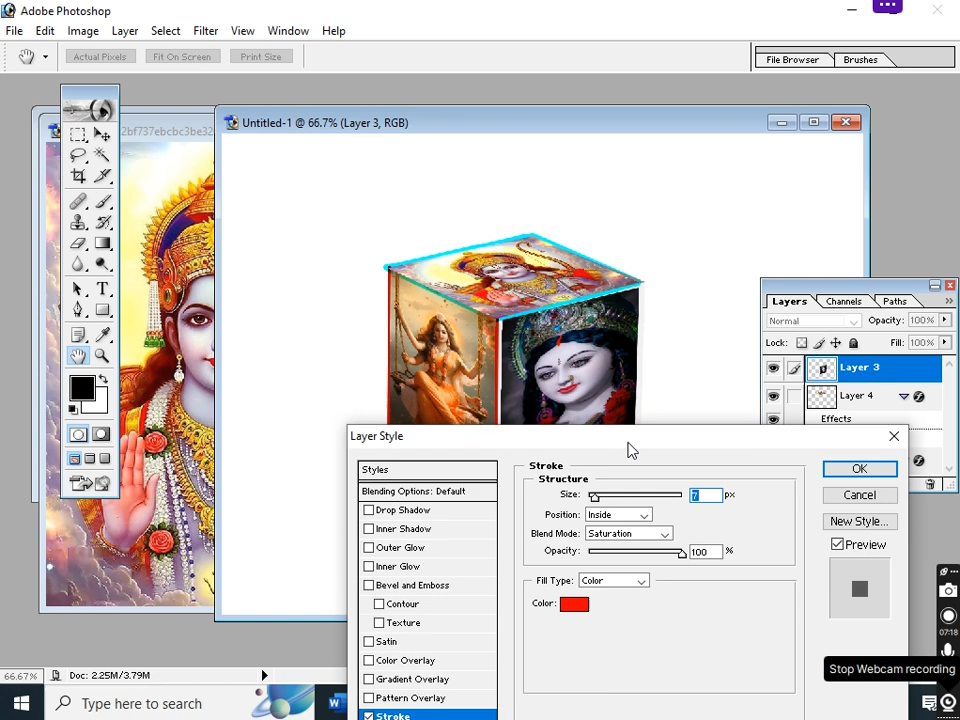 Adobe Photoshop
File Edit Image Layer Select Filter View Window Help
Actual Pixels Fit On Screen Print Size
File Browser Brushes
2bf737ebcbc3be32
Untitled-1 @ 66.7% (Layer 3, RGB)
Layers Channels Paths
Normal Opacity: 100%
Lock: Fill: 100%
Layer 3
Layer 4
Effects
Layer Style
Styles
Blending Options: Default
Drop Shadow
Inner Shadow
Outer Glow
Inner Glow
Bevel and Emboss
Contour
Texture
Satin
Color Overlay
Gradient Overlay
Pattern Overlay
Stroke
Stroke
Structure
Size: 7 px
Position: Inside
Blend Mode: Saturation
Opacity: 100 %
Fill Type: Color
Color:
OK
Cancel
New Style...
Preview
07:18
Stop Webcam recording
66.67% Doc: 2.25M/3.79M
Type here to search